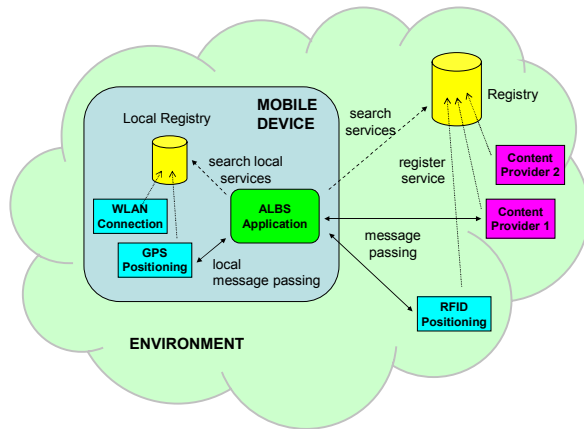 MOBILE
DEVICE
Local Registry
search local
services
WLAN
Connection
GPS
Positioning
ALBS
Application
local
message passing
search
services
Registry
register
service
Content
Provider 2
Content
Provider 1
message
passing
RFID
Positioning
ENVIRONMENT